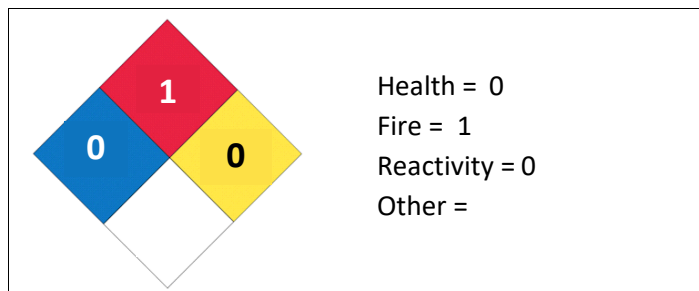 1
0
0
Health = 0
Fire = 1
Reactivity = 0
Other =